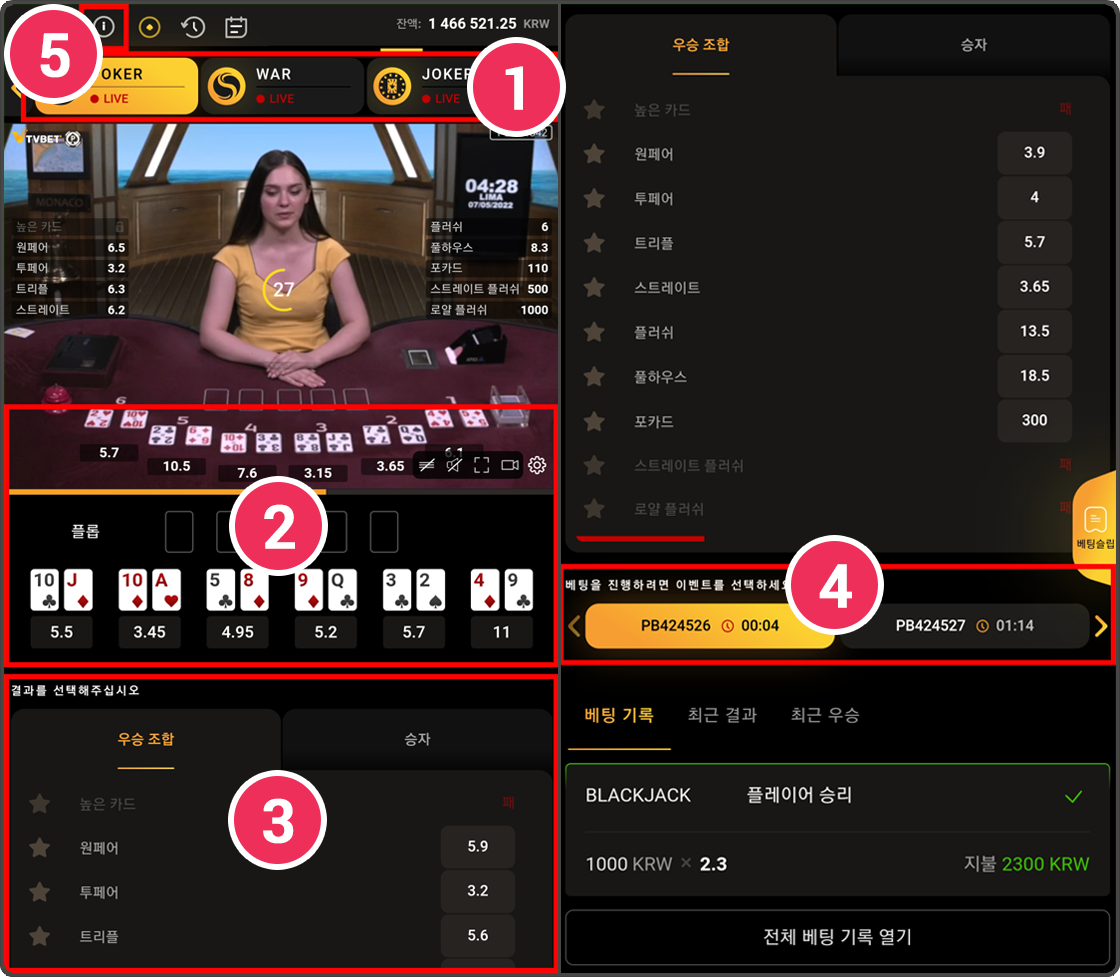 5
잔액: 1 466 521.25 KRW
OKER
LIVE
WAR
LIVE
JOKER
LIVE
1
TVBET
MONACO
04:28
LIMA
07/05/2022
높은 카드
원페어 6.5
투페어 3.2
트리플 6.3
스트레이트 6.2
플러쉬 6
풀하우스 8.3
포카드 110
스트레이트 플러쉬 500
로얄 플러쉬 1000
27
6 5 4 3 2
5.7
10.5
7.6
3.15
3.65
6.1
플롭
2
10 J 10 A 5 8 9 Q 3 2 4 9
5.5 3.45 4.95 5.2 5.7 11
결과를 선택해주십시오
우승 조합 승자
높은 카드 패
3
원페어 5.9
투페어 3.2
트리플 5.6
우승 조합 승자
높은 카드 패
원페어 3.9
투페어 4
트리플 5.7
스트레이트 3.65
플러쉬 13.5
풀하우스 18.5
포카드 300
스트레이트 플러쉬 패
로얄 플러쉬 패
베팅슬립
베팅을 진행하려면 이벤트를 선택하세요
4
PB424526 00:04
PB424527 01:14
베팅 기록 최근 결과 최근 우승
BLACKJACK 플레이어 승리
1000 KRW × 2.3 지불 2300 KRW
전체 베팅 기록 열기